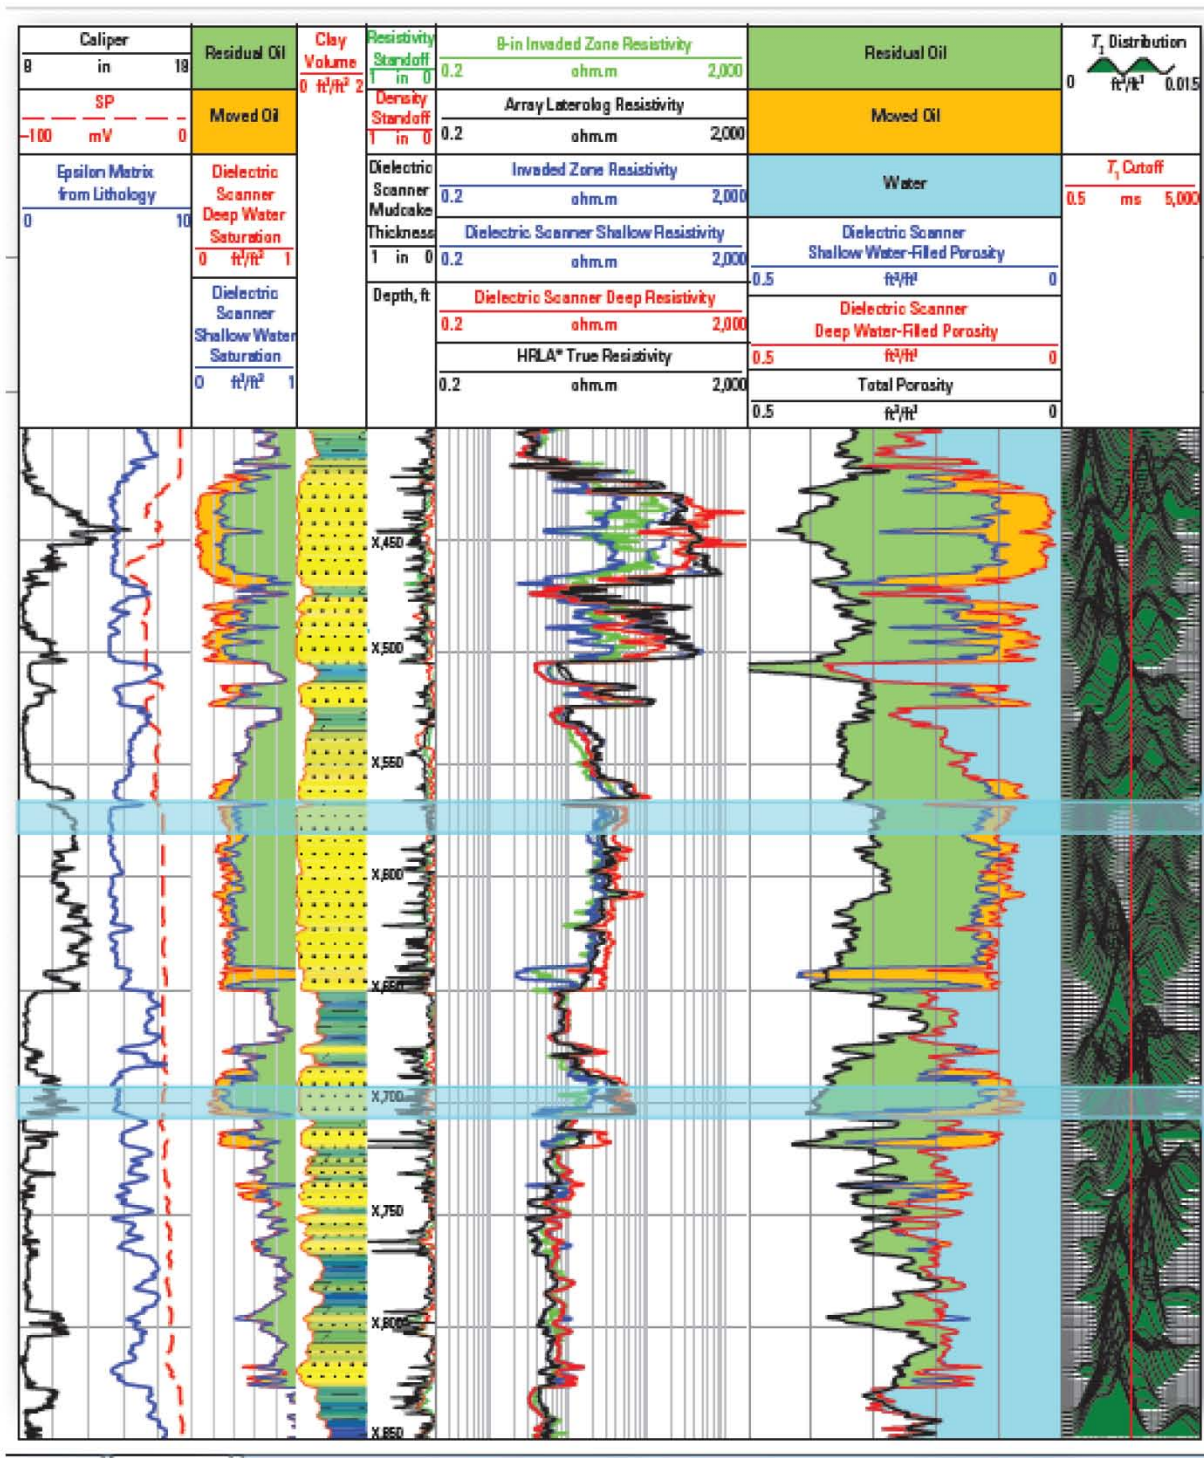 Caliper
8 in 18
SP
−100 mV 0
Epsilon Matrix
from Lithology
0 10
Residual Oil
Moved Oil
Dielectric
Scanner
Deep Water
Saturation
0 ft³/ft³ 1
Dielectric
Scanner
Shallow Water
Saturation
0 ft³/ft³ 1
Clay
Volume
0 ft³/ft³ 2
Resistivity
Standoff
1 in 0
Density
Standoff
1 in 0
Dielectric
Scanner
Mudcake
Thickness
1 in 0
Depth, ft
8-in Invaded Zone Resistivity
0.2 ohm.m 2,000
Array Laterolog Resistivity
0.2 ohm.m 2,000
Invaded Zone Resistivity
0.2 ohm.m 2,000
Dielectric Scanner Shallow Resistivity
0.2 ohm.m 2,000
Dielectric Scanner Deep Resistivity
0.2 ohm.m 2,000
HRLA* True Resistivity
0.2 ohm.m 2,000
Residual Oil
Moved Oil
Water
Dielectric Scanner
Shallow Water-Filled Porosity
0.5 ft³/ft³ 0
Dielectric Scanner
Deep Water-Filled Porosity
0.5 ft³/ft³ 0
Total Porosity
0.5 ft³/ft³ 0
T₁ Distribution
0 ft³/ft³ 0.015
T₁ Cutoff
0.5 ms 5,000
X,450
X,500
X,550
X,600
X,650
X,700
X,750
X,800
X,850